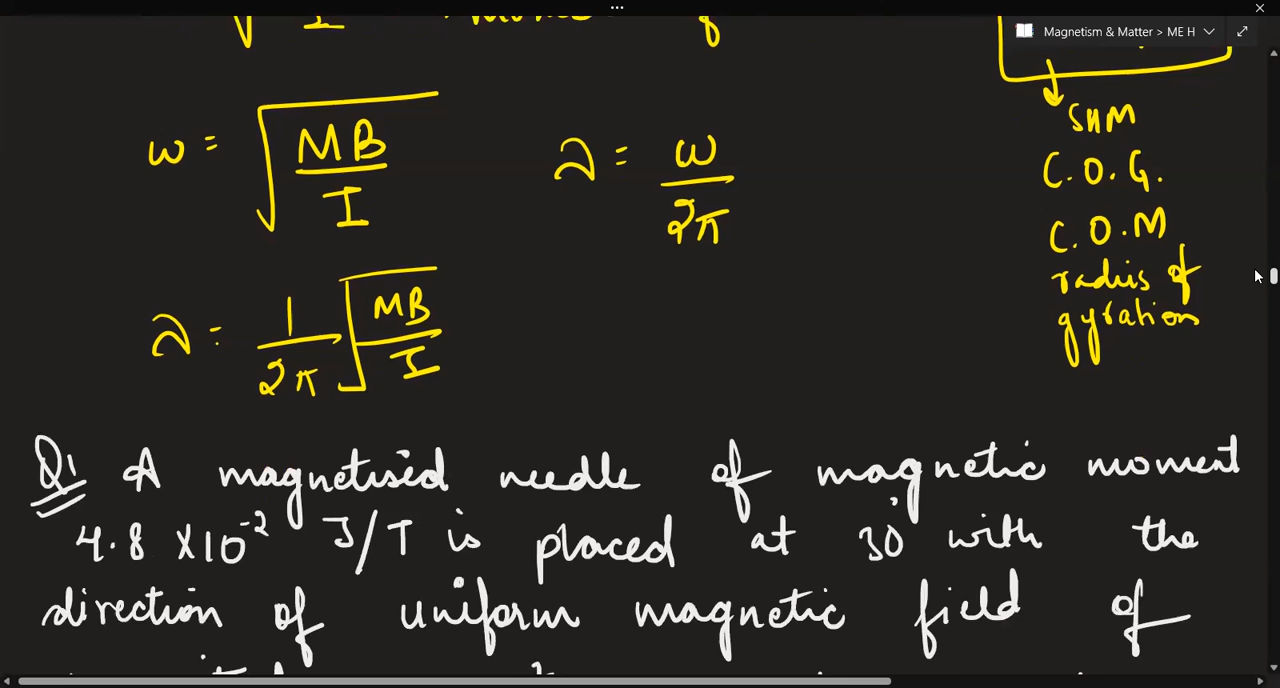 Magnetism & Matter > ME H
SHM
C.O.G.
C.O.M
radius of
gyrations
ω = √(MB/I)
ν = ω/2π
ν = 1/2π √(MB/I)
Q1 A magnetised needle of magnetic moment
4.8 × 10⁻² J/T is placed at 30° with the
direction of uniform magnetic field of